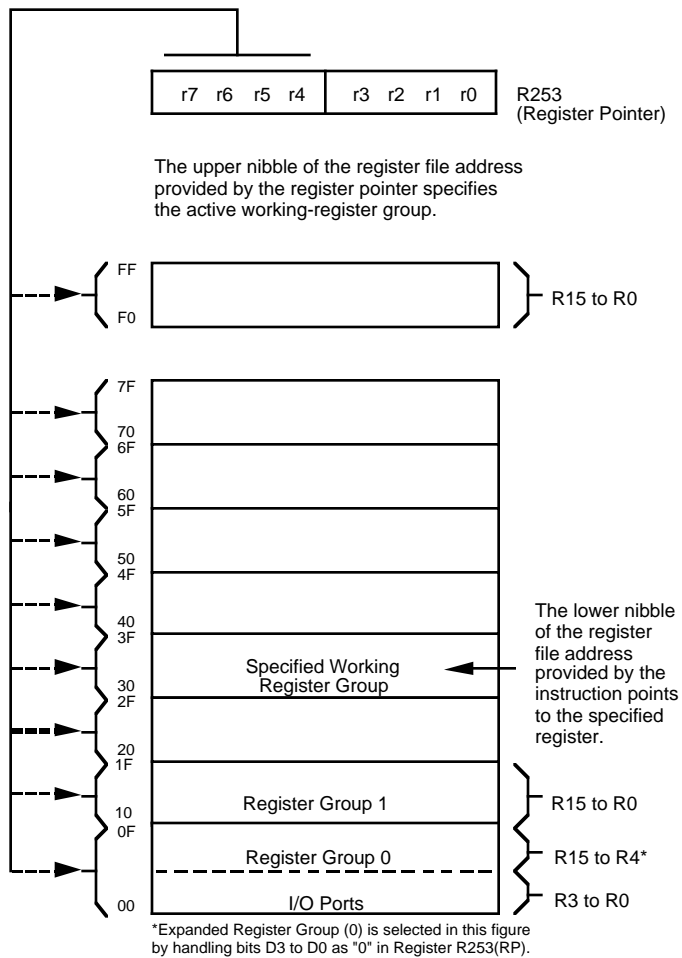 r7 r6 r5 r4 r3 r2 r1 r0
R253
(Register Pointer)
The upper nibble of the register file address
provided by the register pointer specifies
the active working-register group.
FF
F0
R15 to R0
7F
70
6F
60
5F
50
4F
40
3F
Specified Working
Register Group
30
2F
The lower nibble
of the register
file address
provided by the
instruction points
to the specified
register.
20
1F
Register Group 1
10
R15 to R0
0F
Register Group 0
R15 to R4*
00
I/O Ports
R3 to R0
*Expanded Register Group (0) is selected in this figure
by handling bits D3 to D0 as "0" in Register R253(RP).